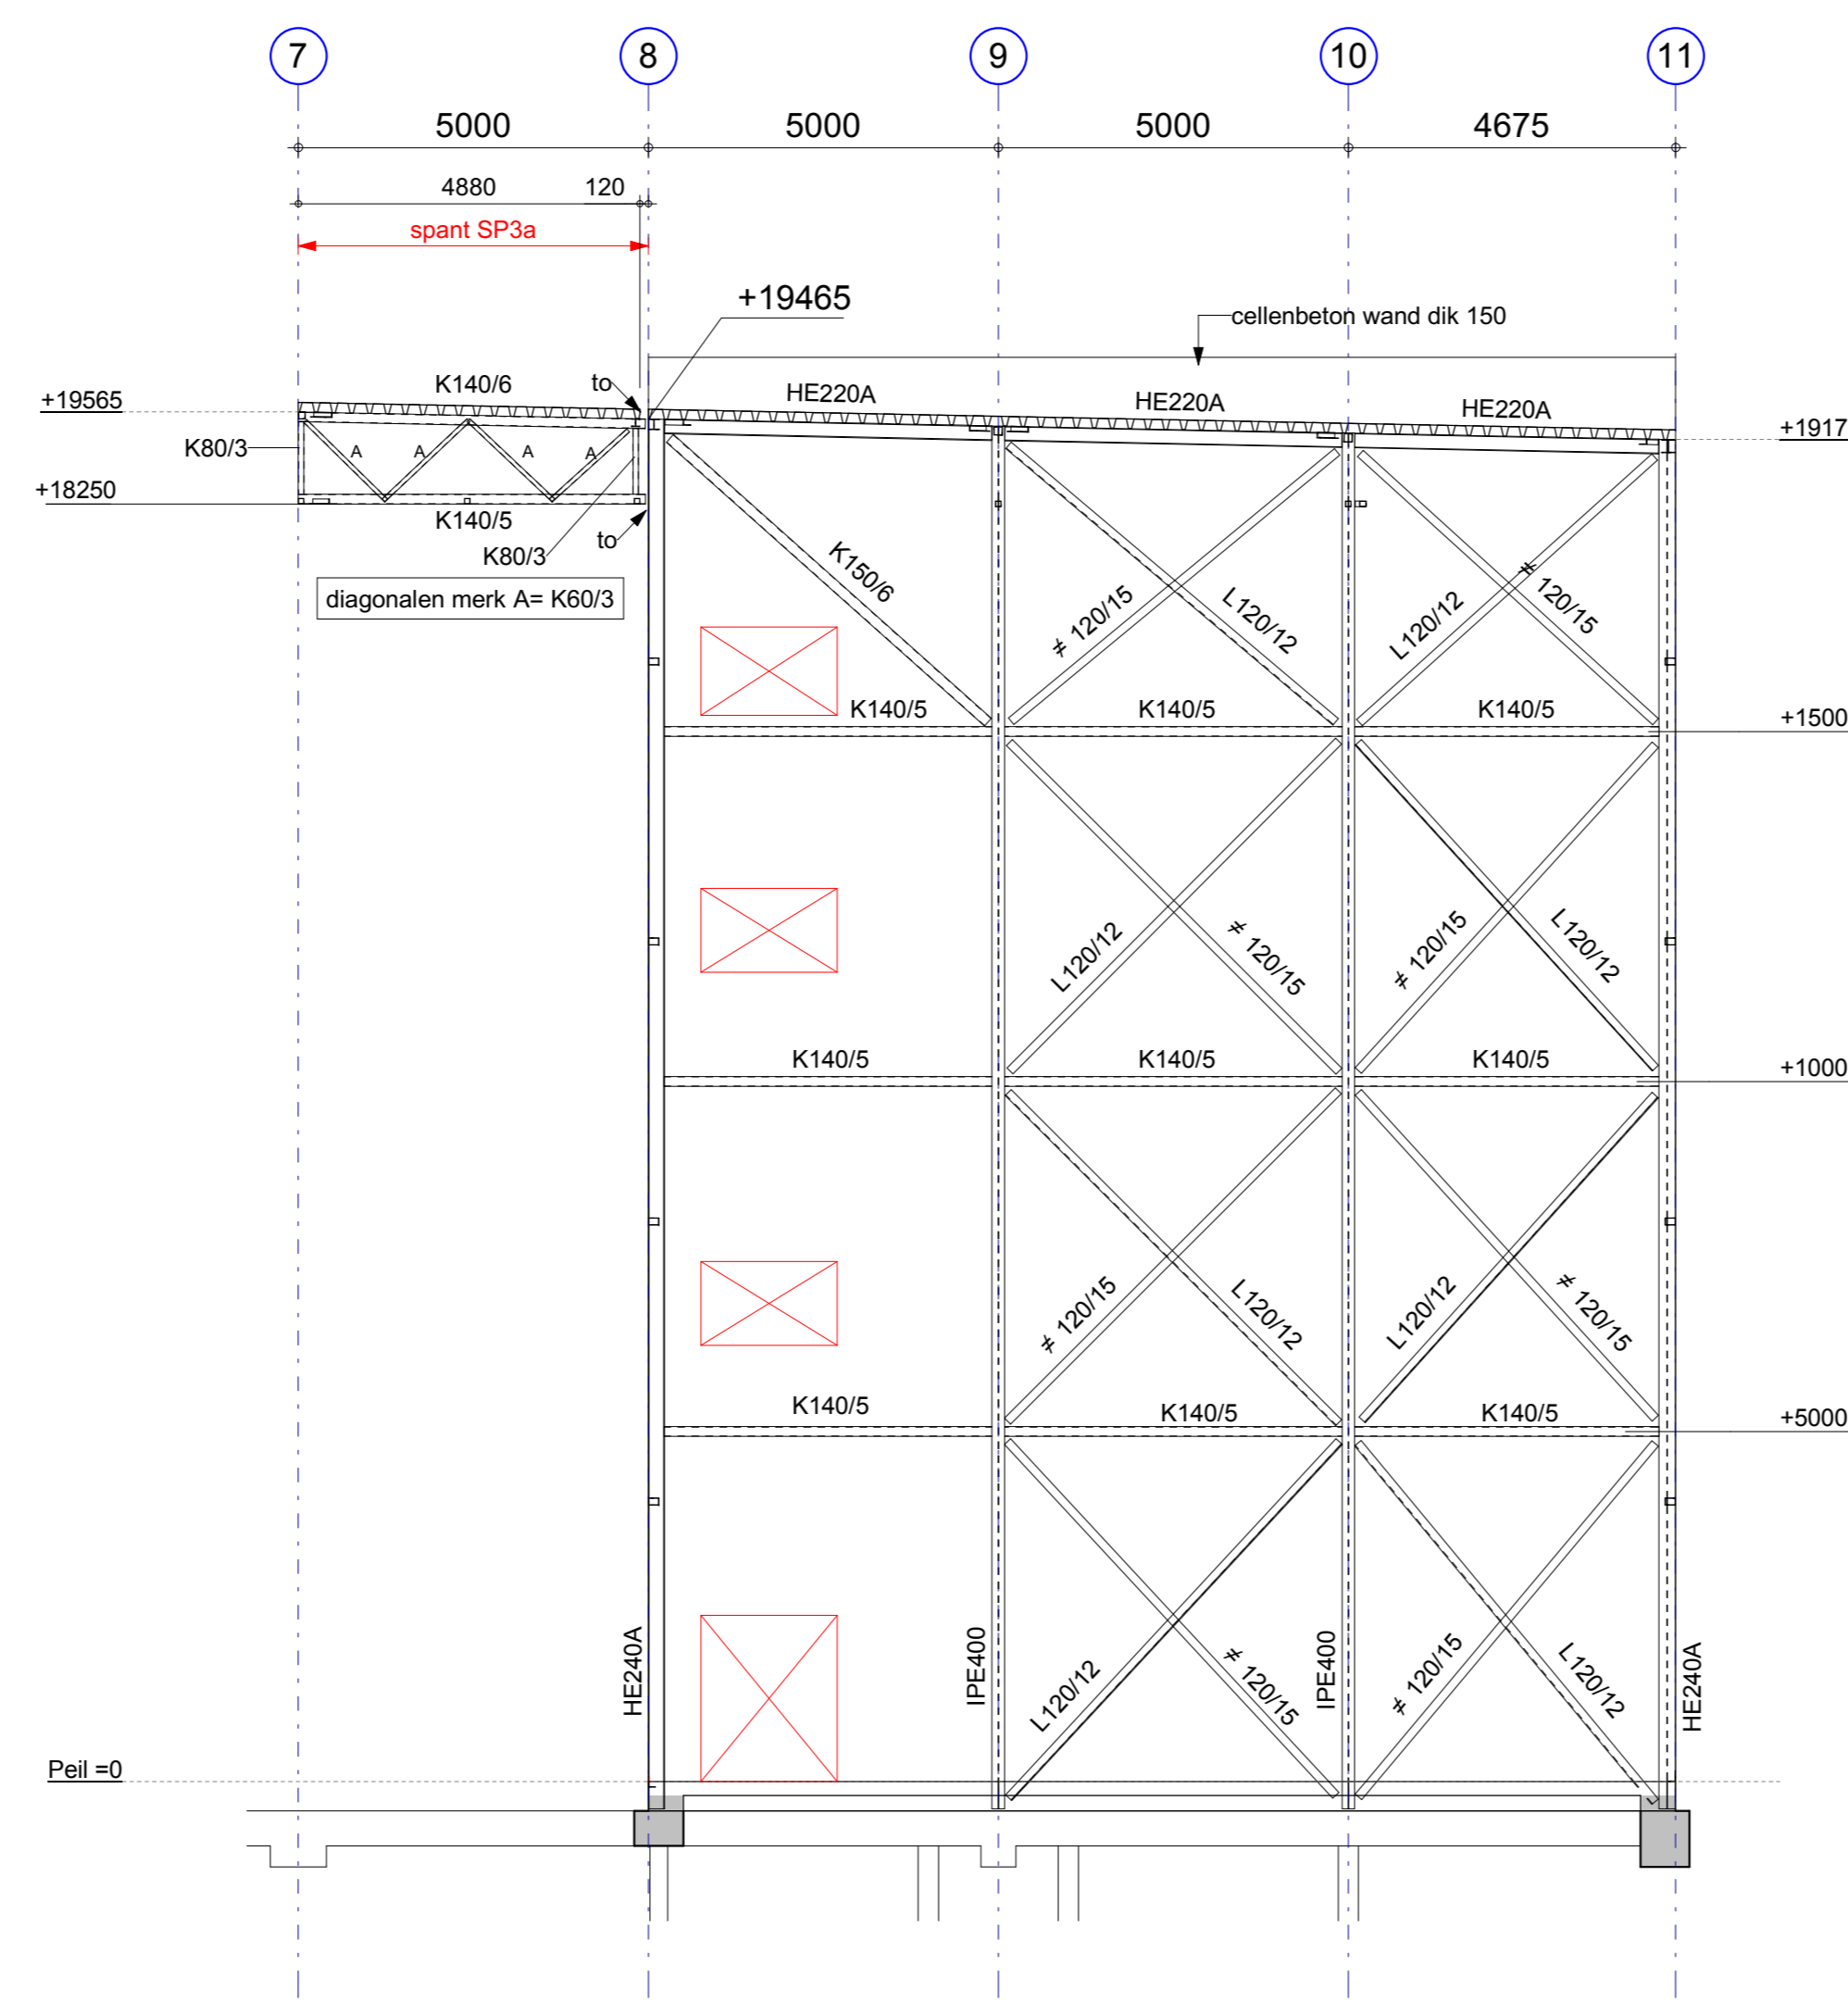 7 8 9 10 11
5000 5000 5000 4675
4880 120
spant SP3a
+19465
cellenbeton wand dik 150
K140/6 to HE220A HE220A HE220A
+19565
+1917
K80/3 A A A A
+18250
K140/5
to
K80/3
diagonalen merk A= K60/3
K150/6 ≠ 120/15 L120/12 L120/12 ≠ 120/15
K140/5 K140/5 K140/5
+1500
L120/12 ≠ 120/15 ≠ 120/15 L120/12
K140/5 K140/5 K140/5
+1000
≠ 120/15 L120/12 L120/12 ≠ 120/15
K140/5 K140/5 K140/5
+5000
HE240A IPE400 L120/12 ≠ 120/15 IPE400 ≠ 120/15 L120/12 HE240A
Peil =0